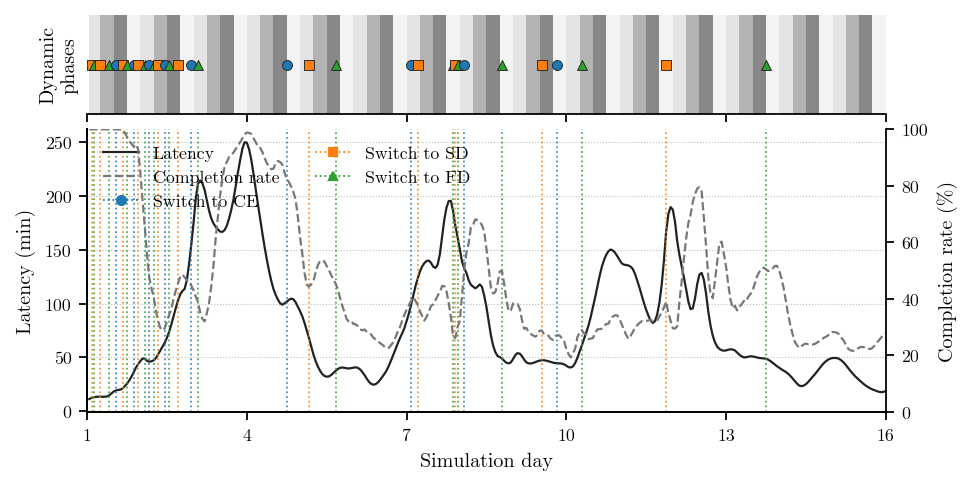 Dynamic
phases
Latency (min)
250
200
150
100
50
0
Latency
Completion rate
Switch to CE
Switch to SD
Switch to FD
100
80
60
40
20
0
Completion rate (%)
1 4 7 10 13 16
Simulation day